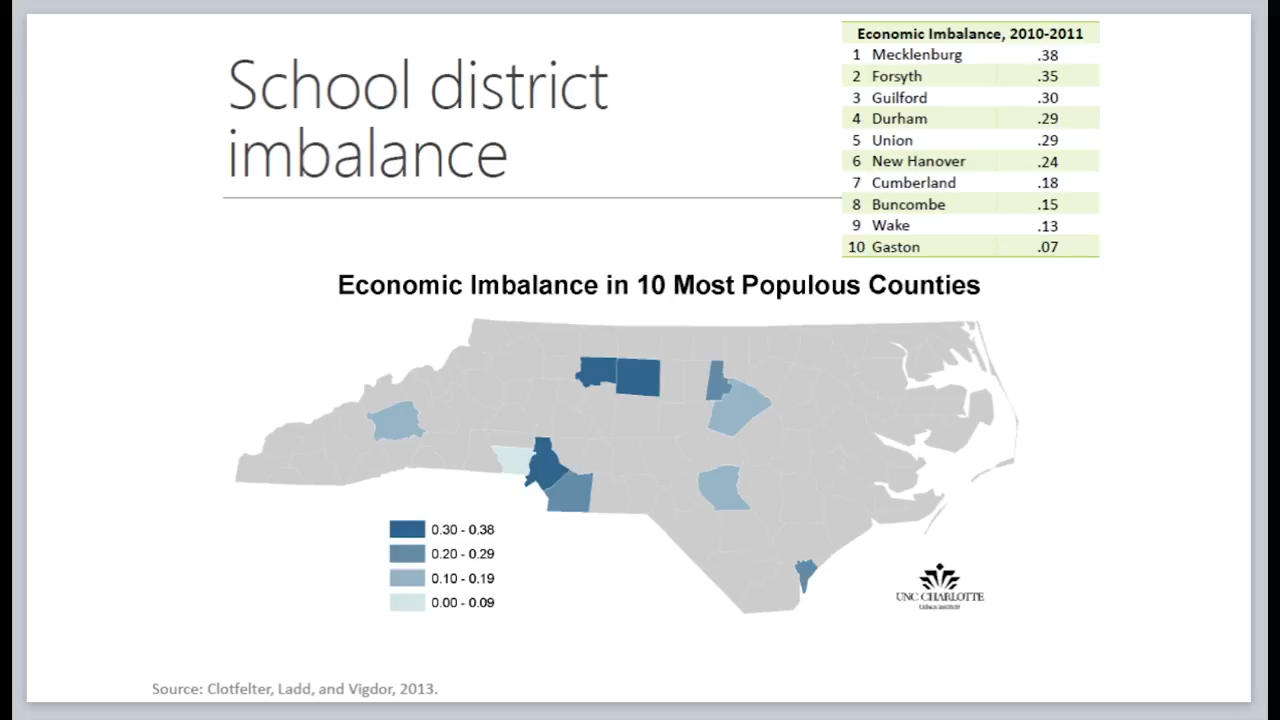 School district
imbalance
Economic Imbalance, 2010-2011
1 Mecklenburg .38
2 Forsyth .35
3 Guilford .30
4 Durham .29
5 Union .29
6 New Hanover .24
7 Cumberland .18
8 Buncombe .15
9 Wake .13
10 Gaston .07
Economic Imbalance in 10 Most Populous Counties
0.30 - 0.38
0.20 - 0.29
0.10 - 0.19
0.00 - 0.09
UNC CHARLOTTE
Urban Institute
Source: Clotfelter, Ladd, and Vigdor, 2013.